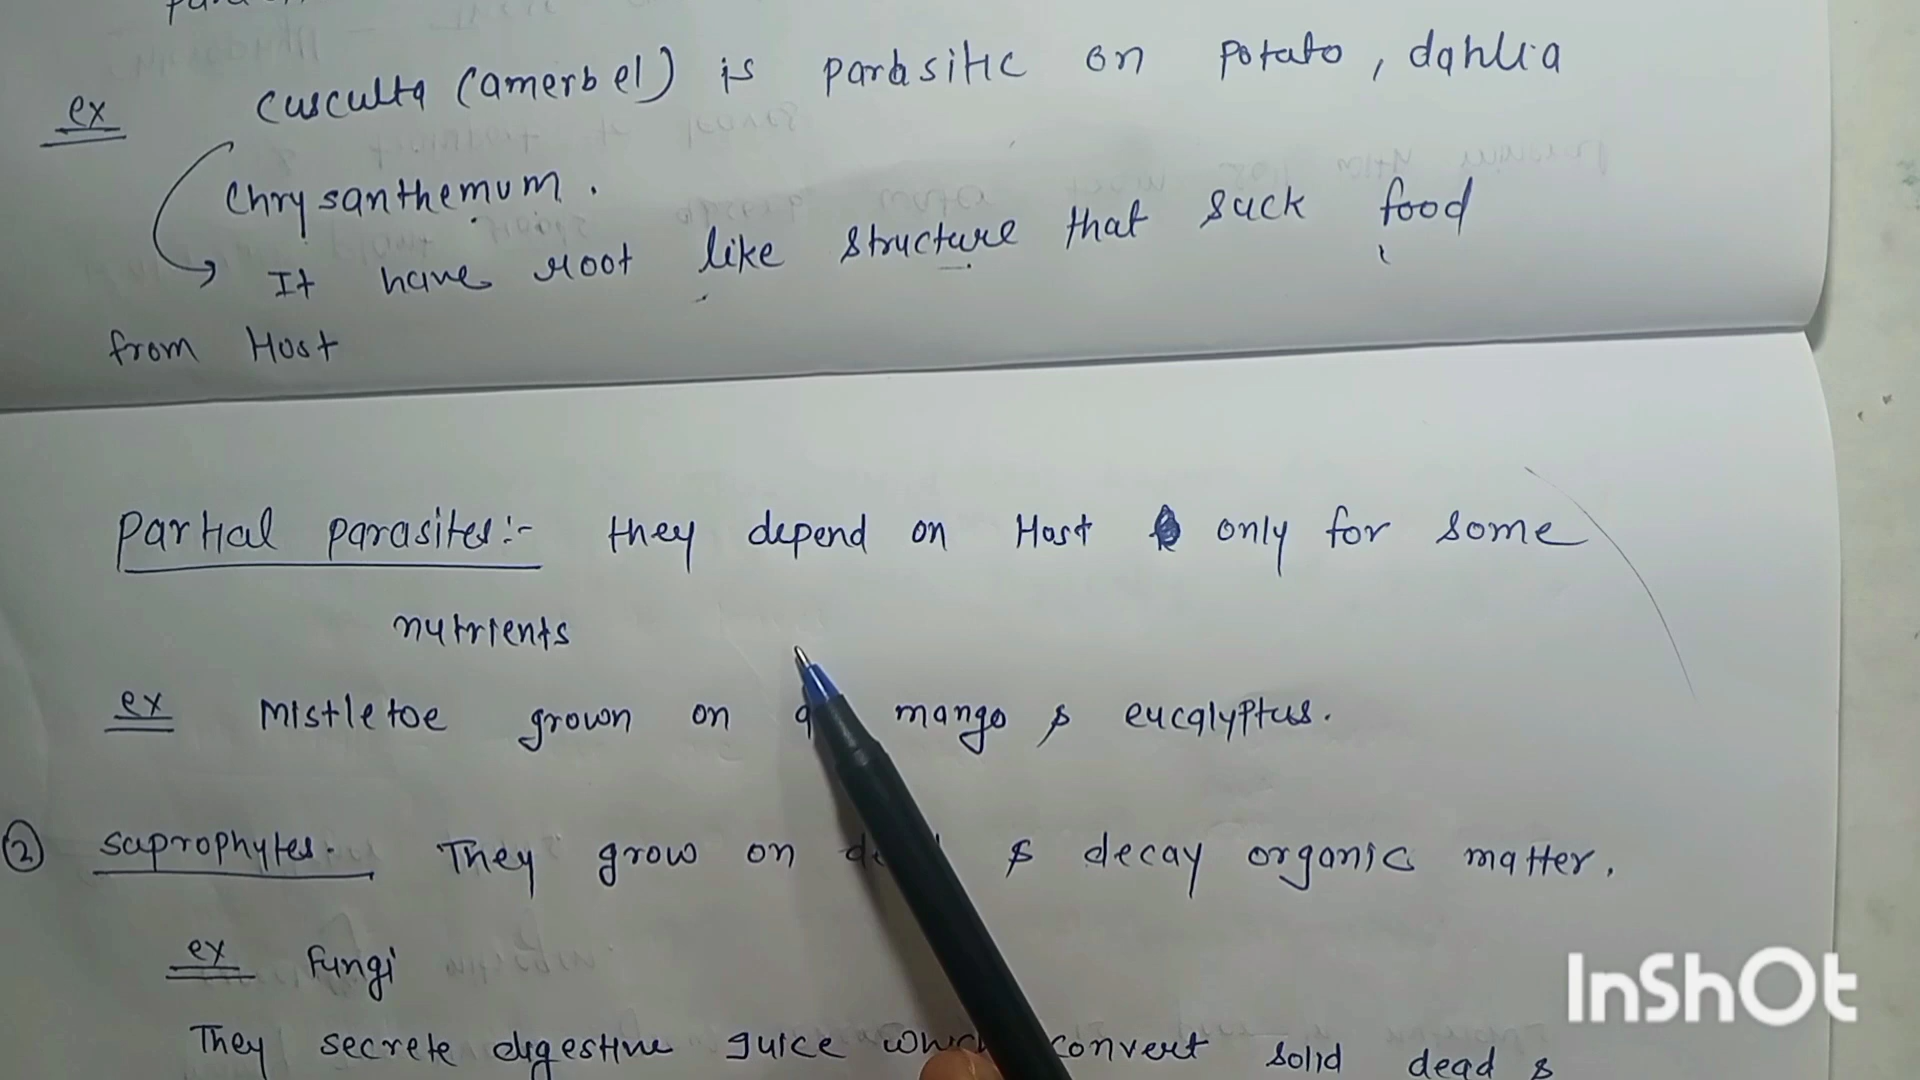 ex Cusculta (amerbel) is parasitic on potato, dahlia
Chrysanthemum.
It have root like structure that suck food
from Host
Partial parasites:- they depend on Host only for some
nutrients
ex Mistletoe grown on mango & eucalyptus.
② saprophytes. They grow on & decay organic matter.
ex Fungi
They secrete digestive juice convert solid dead &
InShOt